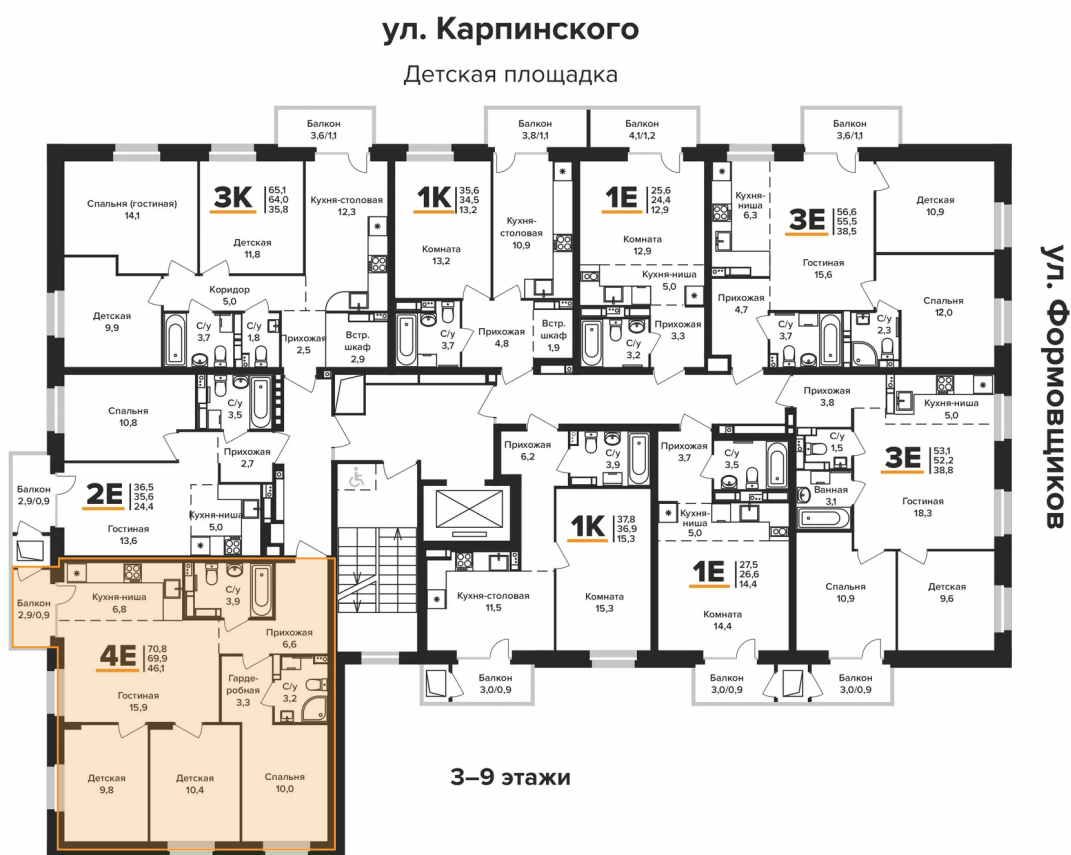 ул. Карпинского
Детская площадка
Балкон
3,6/1,1
Балкон
3,8/1,1
Балкон
4,1/1,2
Балкон
3,6/1,1
Спальня (гостиная)
14,1
3К
65,1
64,0
35,8
Детская
11,8
Кухня-столовая
12,3
Детская
9,9
Коридор
5,0
С/у
3,7
С/у
1,8
Прихожая
2,5
Встр.
шкаф
2,9
1К
35,6
34,5
13,2
Комната
13,2
Кухня-
столовая
10,9
С/у
3,7
Прихожая
4,8
Встр.
шкаф
1,9
1Е
25,6
24,4
12,9
Комната
12,9
Кухня-ниша
5,0
С/у
3,2
Прихожая
3,3
Кухня-
ниша
6,3
3Е
56,6
55,5
38,5
Гостиная
15,6
Детская
10,9
Спальня
12,0
Прихожая
4,7
С/у
3,7
С/у
2,3
ул. Формовщиков
Спальня
10,8
С/у
3,5
Прихожая
2,7
Балкон
2,9/0,9
2Е
36,5
35,6
24,4
Гостиная
13,6
Кухня-ниша
5,0
Прихожая
6,2
С/у
3,9
1К
37,8
36,9
15,3
Кухня-столовая
11,5
Комната
15,3
Балкон
3,0/0,9
Прихожая
3,7
С/у
3,5
Кухня-
ниша
5,0
1Е
27,5
26,6
14,4
Комната
14,4
Балкон
3,0/0,9
Прихожая
3,8
Кухня-ниша
5,0
С/у
1,5
3Е
53,1
52,2
38,8
Гостиная
18,3
Ванная
3,1
Спальня
10,9
Детская
9,6
Балкон
3,0/0,9
Балкон
2,9/0,9
Кухня-ниша
6,8
С/у
3,9
4Е
70,8
69,9
46,1
Гостиная
15,9
Прихожая
6,6
Гарде-
робная
3,3
С/у
3,2
Детская
9,8
Детская
10,4
Спальня
10,0
3–9 этажи